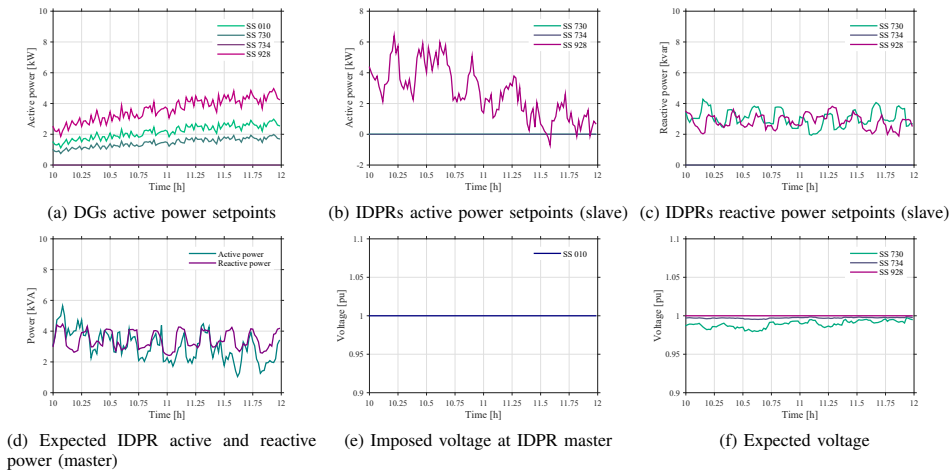 10
8
6
4
2
0
Active power [kW]
SS 010
SS 730
SS 734
SS 928
10 10.25 10.5 10.75 11 11.25 11.5 11.75 12
Time [h]
(a) DGs active power setpoints
8
6
4
2
0
-2
Active power [kW]
SS 730
SS 734
SS 928
10 10.25 10.5 10.75 11 11.25 11.5 11.75 12
Time [h]
(b) IDPRs active power setpoints (slave)
10
8
6
4
2
0
Reactive power [kvar]
SS 730
SS 734
SS 928
10 10.25 10.5 10.75 11 11.25 11.5 11.75 12
Time [h]
(c) IDPRs reactive power setpoints (slave)
10
8
6
4
2
0
Power [kVA]
Active power
Reactive power
10 10.25 10.5 10.75 11 11.25 11.5 11.75 12
Time [h]
(d) Expected IDPR active and reactive
power (master)
1.1
1.05
1
0.95
0.9
Voltage [pu]
SS 010
10 10.25 10.5 10.75 11 11.25 11.5 11.75 12
Time [h]
(e) Imposed voltage at IDPR master
1.1
1.05
1
0.95
0.9
Voltage [pu]
SS 730
SS 734
SS 928
10 10.25 10.5 10.75 11 11.25 11.5 11.75 12
Time [h]
(f) Expected voltage